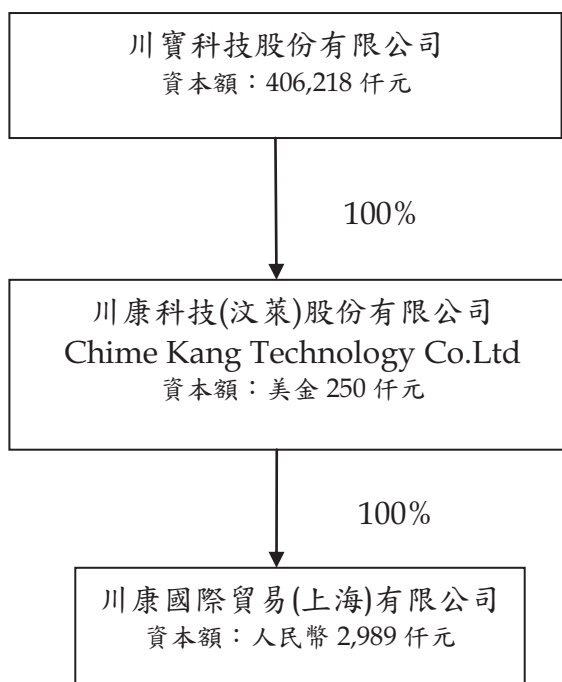 川寶科技股份有限公司
資本額：406,218 仟元
100%
川康科技(汶萊)股份有限公司
Chime Kang Technology Co.Ltd
資本額：美金 250 仟元
100%
川康國際貿易(上海)有限公司
資本額：人民幣 2,989 仟元